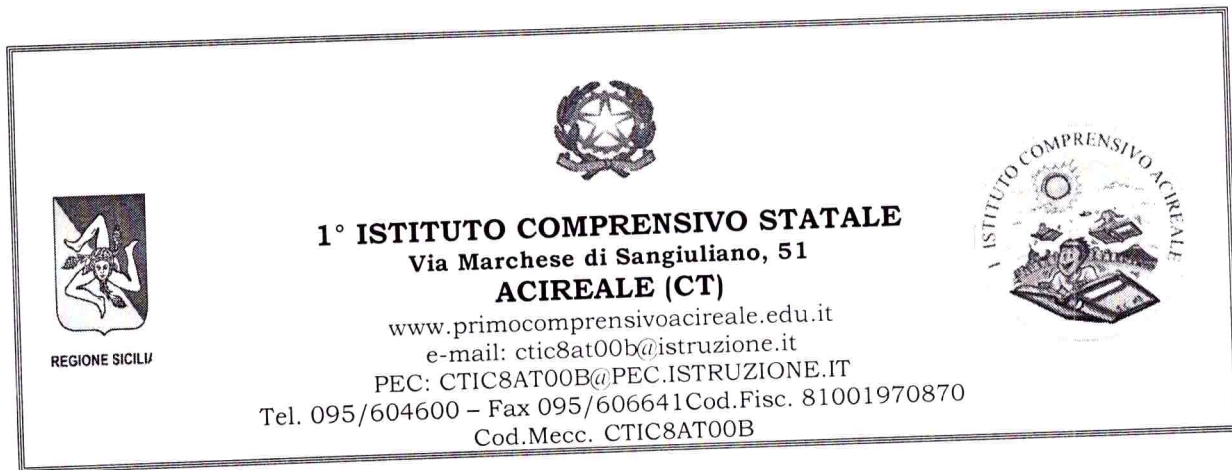 1° ISTITUTO COMPRENSIVO STATALE
Via Marchese di Sangiuliano, 51
ACIREALE (CT)
www.primocomprensivoacireale.edu.it
e-mail: ctic8at00b@istruzione.it
PEC: CTIC8AT00B@PEC.ISTRUZIONE.IT
Tel. 095/604600 – Fax 095/606641Cod.Fisc. 81001970870
Cod.Mecc. CTIC8AT00B
REGIONE SICILI
I ISTITUTO COMPRENSIVO ACIREALE